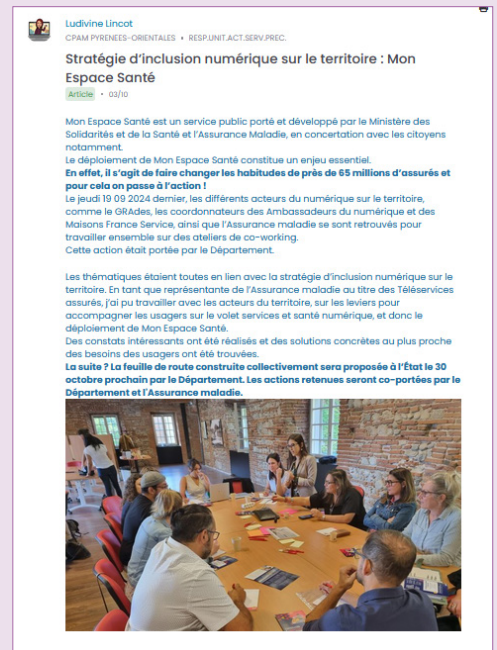 Ludivine Lincot
CPAM PYRENEES-ORIENTALES • RESP.UNIT.ACT.SERV.PREC.
Stratégie d'inclusion numérique sur le territoire : Mon
Espace Santé
Article • 03/10
Mon Espace Santé est un service public porté et développé par le Ministère des
Solidarités et de la Santé et l'Assurance Maladie, en concertation avec les citoyens
notamment.
Le déploiement de Mon Espace Santé constitue un enjeu essentiel.
En effet, il s'agit de faire changer les habitudes de près de 65 millions d'assurés et
pour cela on passe à l'action !
Le jeudi 19 09 2024 dernier, les différents acteurs du numérique sur le territoire,
comme le GRAdes, les coordonnateurs des Ambassadeurs du numérique et des
Maisons France Service, ainsi que l'Assurance maladie se sont retrouvés pour
travailler ensemble sur des ateliers de co-working.
Cette action était portée par le Département.
Les thématiques étaient toutes en lien avec la stratégie d'inclusion numérique sur le
territoire. En tant que représentante de l'Assurance maladie au titre des Téléservices
assurés, j'ai pu travailler avec les acteurs du territoire, sur les leviers pour
accompagner les usagers sur le volet services et santé numérique, et donc le
déploiement de Mon Espace Santé.
Des constats intéressants ont été réalisés et des solutions concrètes au plus proche
des besoins des usagers ont été trouvées.
La suite ? La feuille de route construite collectivement sera proposée à l'État le 30
octobre prochain par le Département. Les actions retenues seront co-portées par le
Département et l'Assurance maladie.